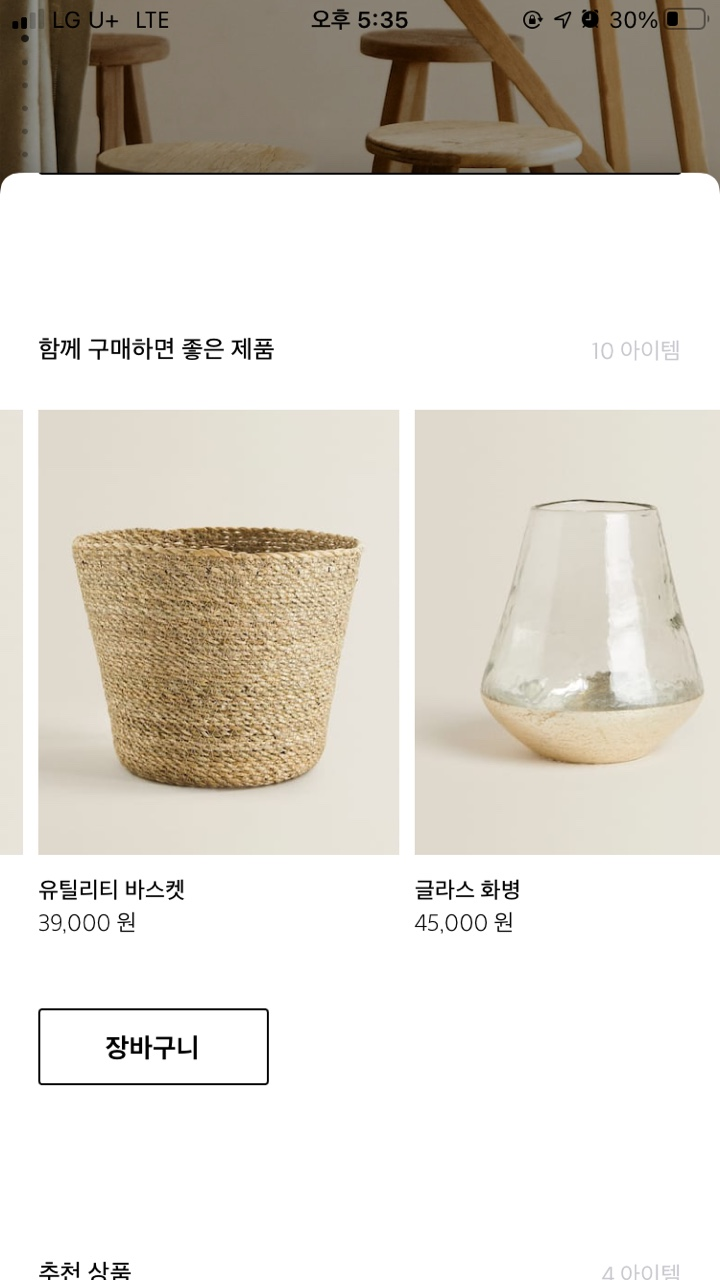 LG U+ LTE 오후 5:35 30%
함께 구매하면 좋은 제품 10 아이템
유틸리티 바스켓
39,000 원
글라스 화병
45,000 원
장바구니
추천 상품 4 아이템